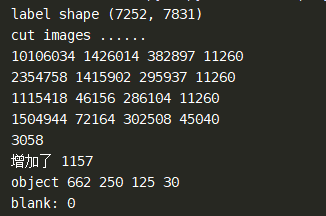 label shape (7252, 7831)
cut images ......
10106034 1426014 382897 11260
2354758 1415902 295937 11260
1115418 46156 286104 11260
1504944 72164 302508 45040
3058
增加了 1157
object 662 250 125 30
blank: 0